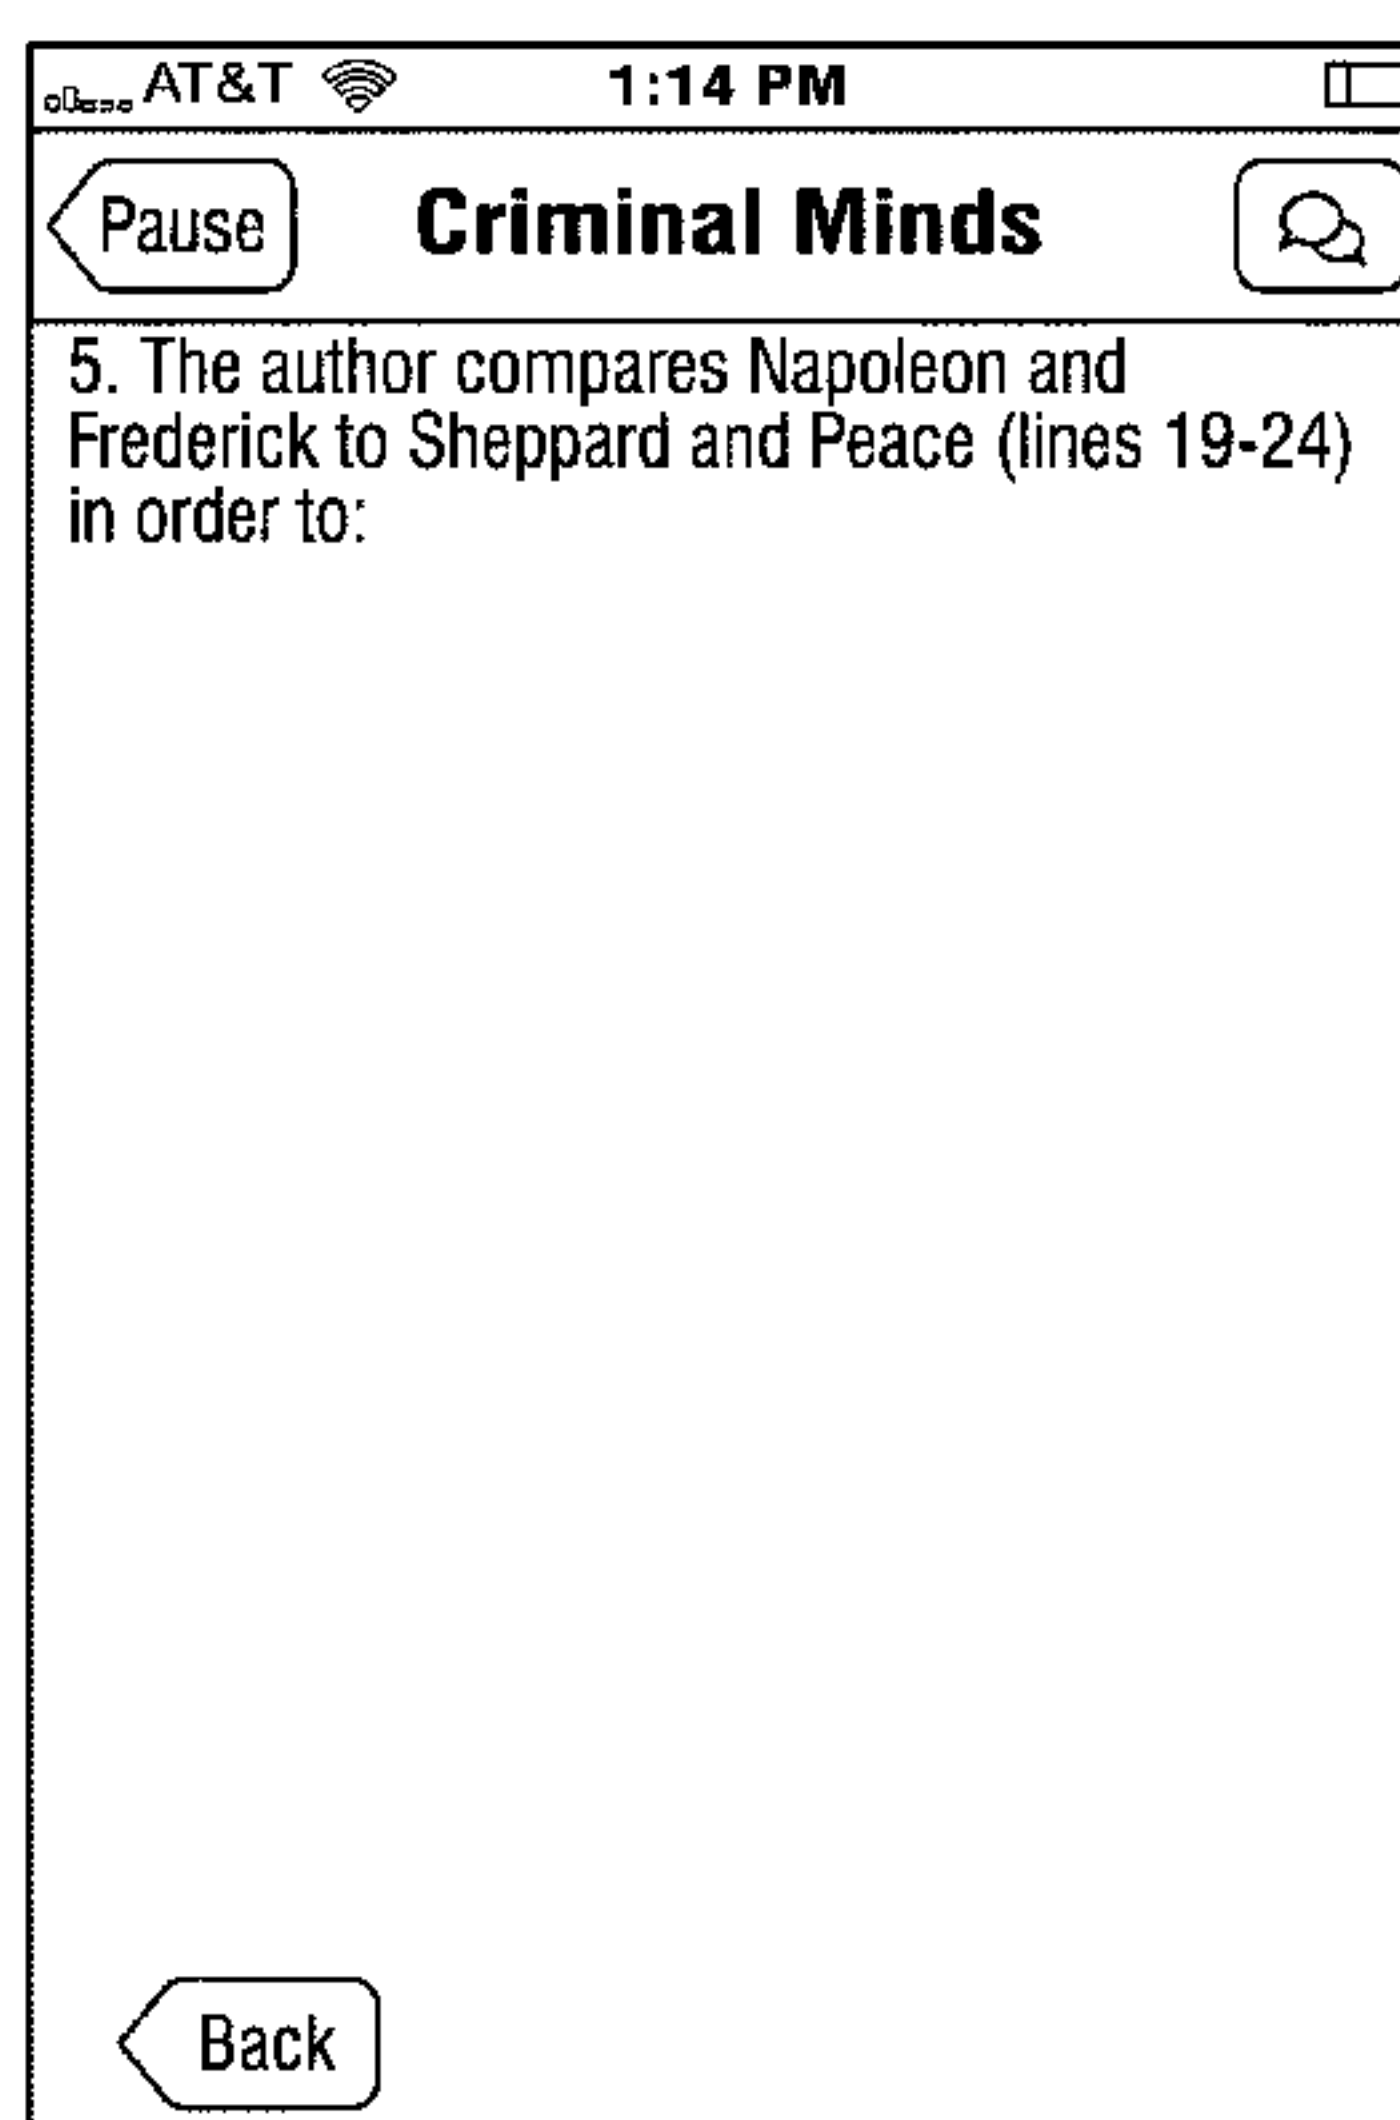 AT&T 1:14 PM
Pause Criminal Minds
5. The author compares Napoleon and
Frederick to Sheppard and Peace (lines 19-24)
in order to:
Back